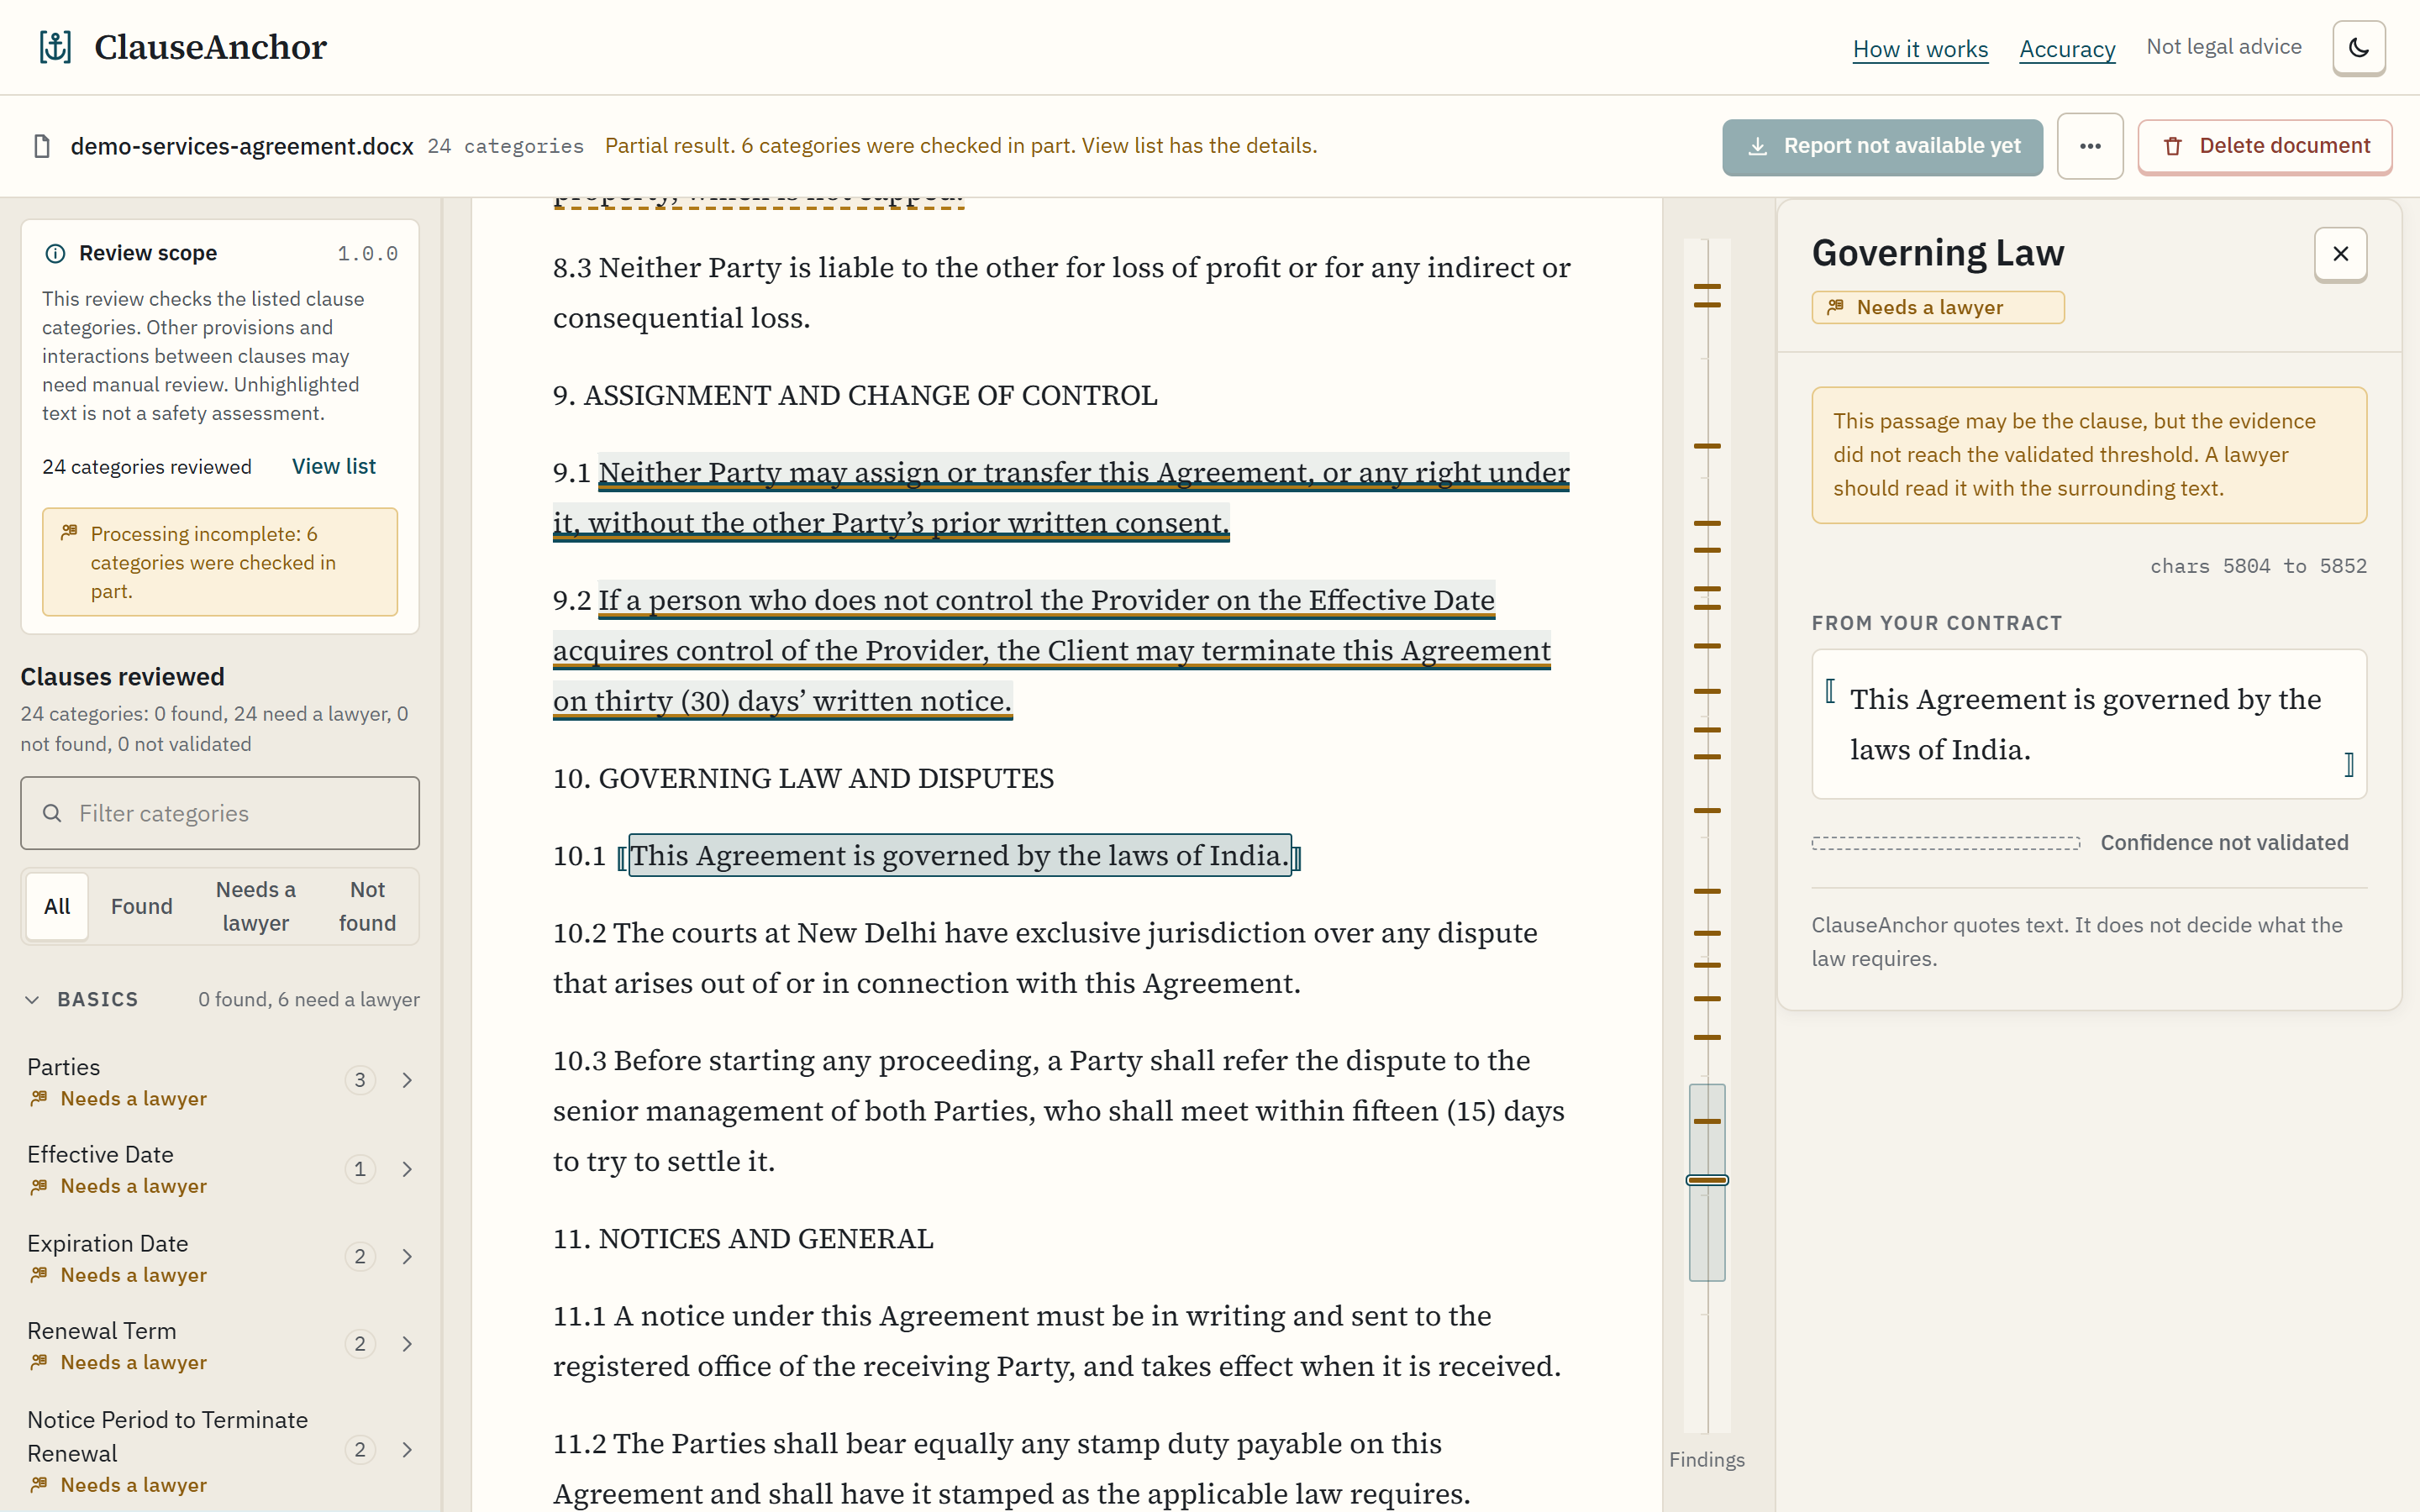 ClauseAnchor
How it works
Accuracy
Not legal advice
demo-services-agreement.docx
24 categories
Partial result. 6 categories were checked in part. View list has the details.
Report not available yet
Delete document
Review scope
1.0.0
This review checks the listed clause
categories. Other provisions and
interactions between clauses may
need manual review. Unhighlighted
text is not a safety assessment.
24 categories reviewed
View list
Processing incomplete: 6
categories were checked in
part.
Clauses reviewed
24 categories: 0 found, 24 need a lawyer, 0
not found, 0 not validated
Filter categories
All
Found
Needs a
lawyer
Not
found
BASICS
0 found, 6 need a lawyer
Parties
Needs a lawyer
3
Effective Date
Needs a lawyer
1
Expiration Date
Needs a lawyer
2
Renewal Term
Needs a lawyer
2
Notice Period to Terminate
Renewal
Needs a lawyer
2
property, which is not capped.
8.3 Neither Party is liable to the other for loss of profit or for any indirect or
consequential loss.
9. ASSIGNMENT AND CHANGE OF CONTROL
9.1 Neither Party may assign or transfer this Agreement, or any right under
it, without the other Party’s prior written consent.
9.2 If a person who does not control the Provider on the Effective Date
acquires control of the Provider, the Client may terminate this Agreement
on thirty (30) days’ written notice.
10. GOVERNING LAW AND DISPUTES
10.1 ⟦This Agreement is governed by the laws of India.⟧
10.2 The courts at New Delhi have exclusive jurisdiction over any dispute
that arises out of or in connection with this Agreement.
10.3 Before starting any proceeding, a Party shall refer the dispute to the
senior management of both Parties, who shall meet within fifteen (15) days
to try to settle it.
11. NOTICES AND GENERAL
11.1 A notice under this Agreement must be in writing and sent to the
registered office of the receiving Party, and takes effect when it is received.
11.2 The Parties shall bear equally any stamp duty payable on this
Agreement and shall have it stamped as the applicable law requires.
Findings
Governing Law
Needs a lawyer
This passage may be the clause, but the evidence
did not reach the validated threshold. A lawyer
should read it with the surrounding text.
chars 5804 to 5852
FROM YOUR CONTRACT
⟦ This Agreement is governed by the
laws of India. ⟧
Confidence not validated
ClauseAnchor quotes text. It does not decide what the
law requires.